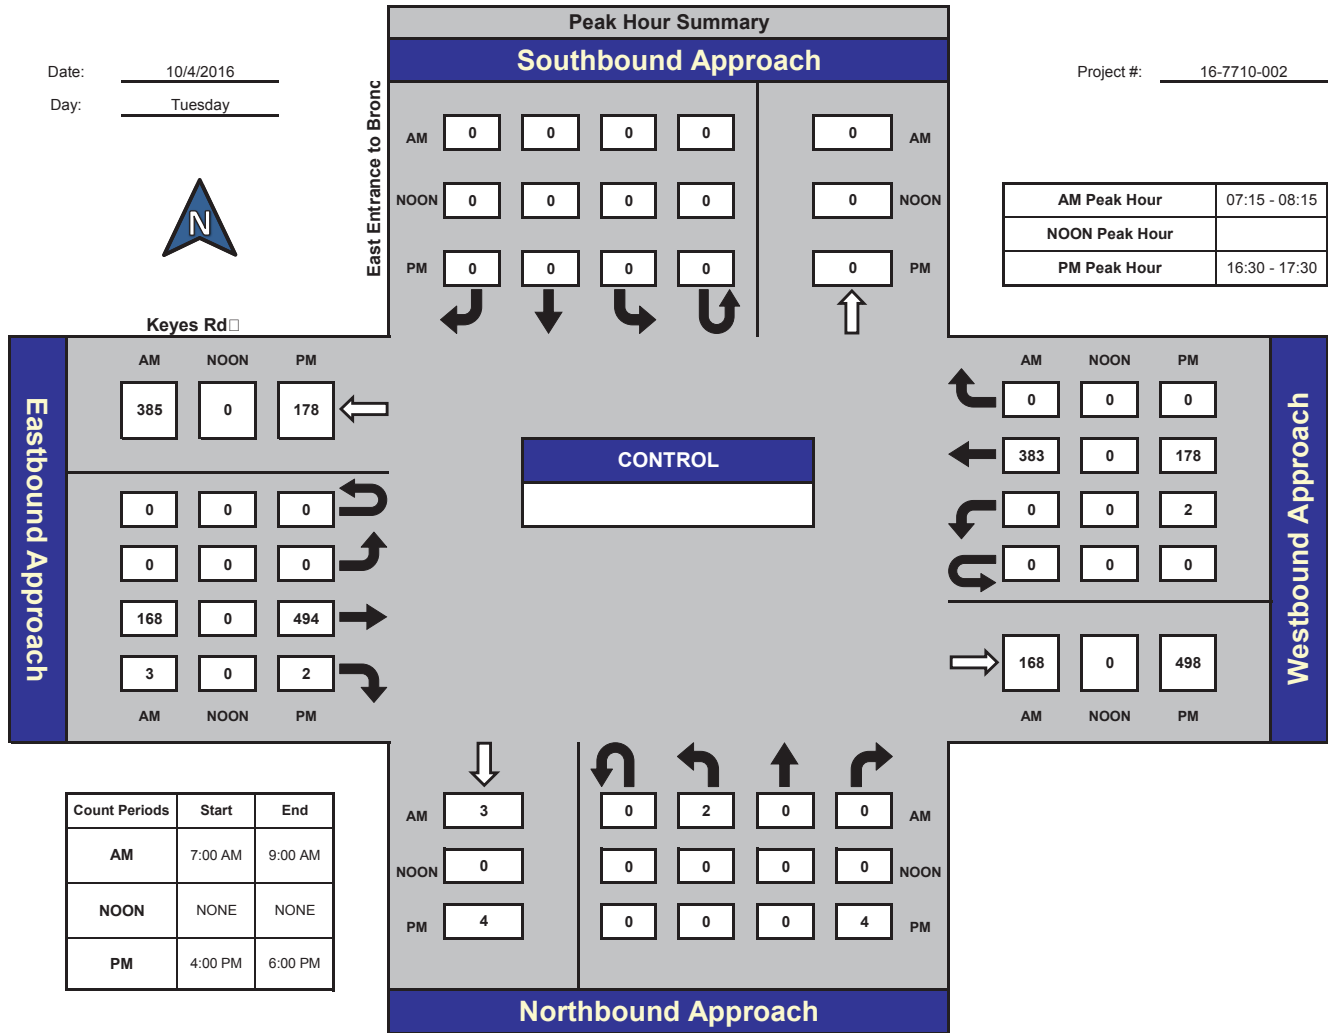 Peak Hour Summary
Southbound Approach
Date: 10/4/2016
Day: Tuesday
Project #: 16-7710-002
East Entrance to Bronc
AM 0 0 0 0 0 AM
NOON 0 0 0 0 0 NOON
PM 0 0 0 0 0 PM
N
AM Peak Hour 07:15 - 08:15
NOON Peak Hour
PM Peak Hour 16:30 - 17:30
Keyes Rd□
Eastbound Approach
AM NOON PM
385 0 178
0 0 0
0 0 0
168 0 494
3 0 2
AM NOON PM
CONTROL
AM NOON PM
0 0 0
383 0 178
0 0 2
0 0 0
168 0 498
AM NOON PM
Westbound Approach
Count Periods Start End
AM 7:00 AM 9:00 AM
NOON NONE NONE
PM 4:00 PM 6:00 PM
AM 3 0 2 0 0 AM
NOON 0 0 0 0 0 NOON
PM 4 0 0 0 4 PM
Northbound Approach